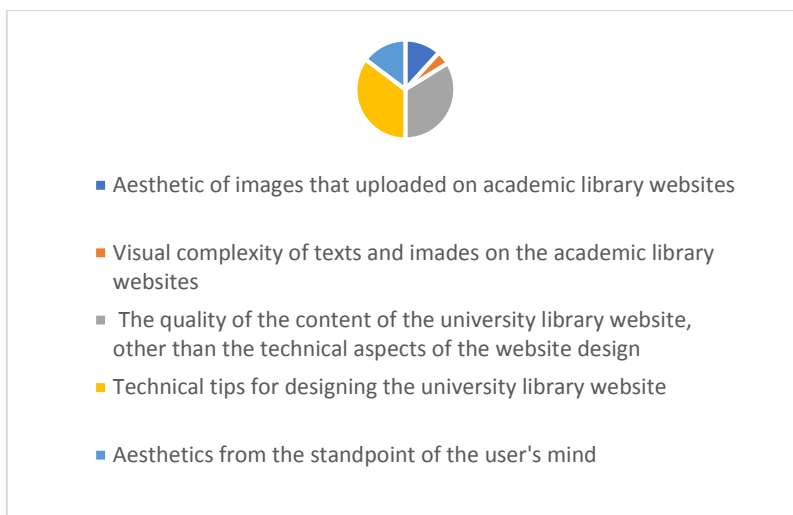 Aesthetic of images that uploaded on academic library websites
Visual complexity of texts and imades on the academic library
websites
The quality of the content of the university library website,
other than the technical aspects of the website design
Technical tips for designing the university library website
Aesthetics from the standpoint of the user's mind